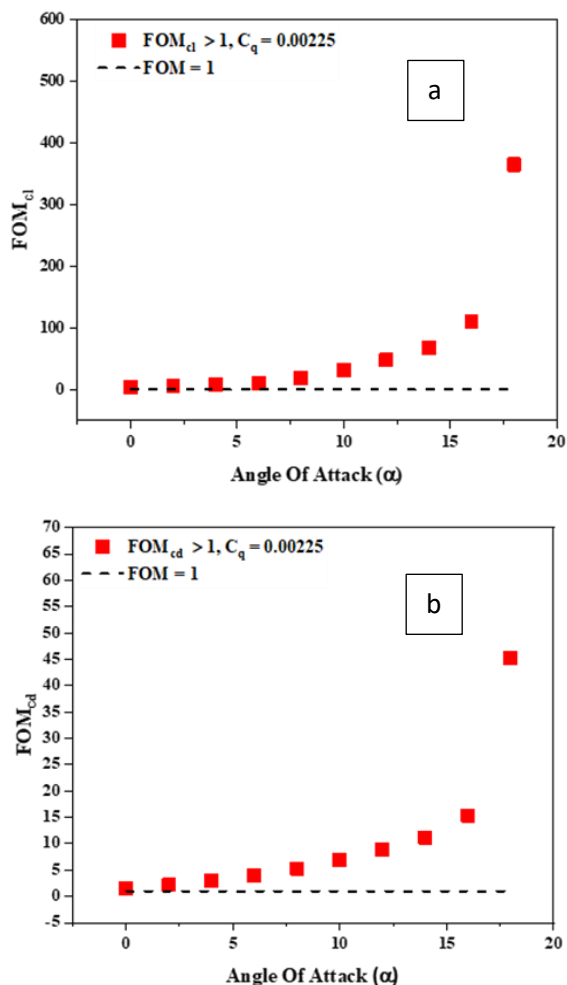 600
FOMcl > 1, Cq = 0.00225
FOM = 1
500
a
400
300
200
100
0
FOMcl
0 5 10 15 20
Angle Of Attack (α)
70
FOMcd > 1, Cq = 0.00225
65
FOM = 1
60
b
55
50
45
40
35
30
25
20
15
10
5
0
-5
FOMCd
0 5 10 15 20
Angle Of Attack (α)